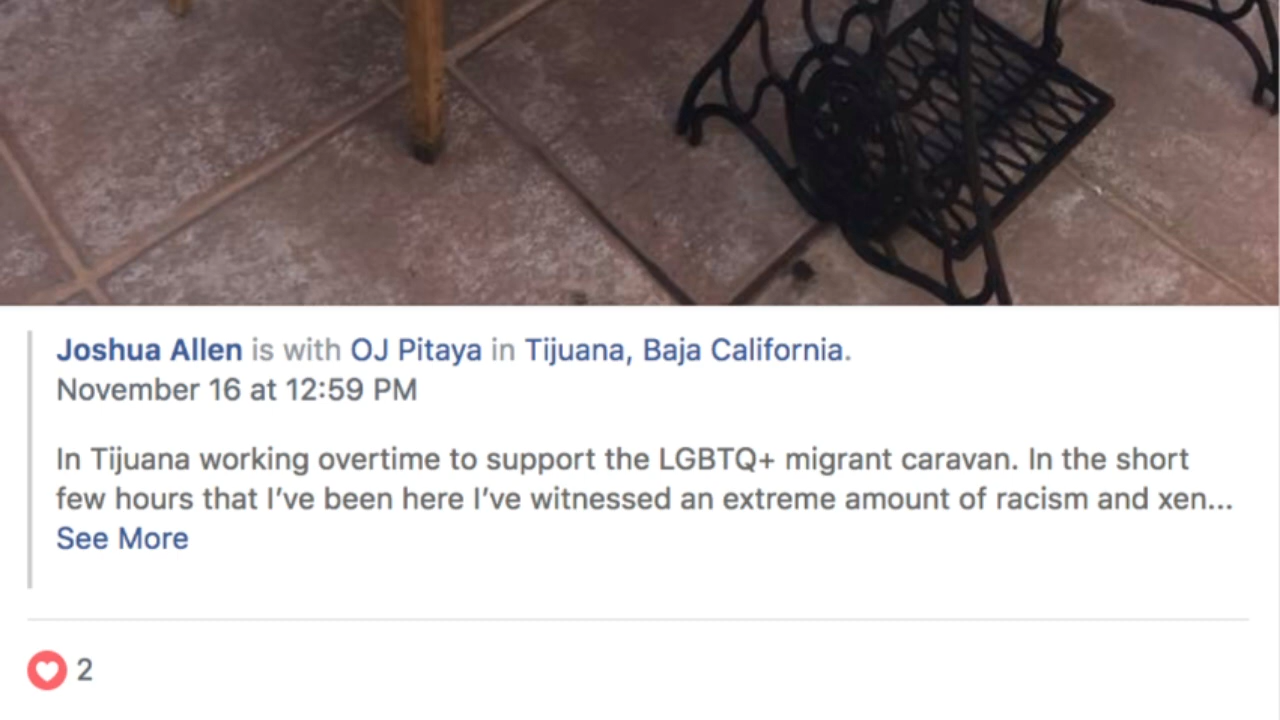 Joshua Allen is with OJ Pitaya in Tijuana, Baja California.
November 16 at 12:59 PM
In Tijuana working overtime to support the LGBTQ+ migrant caravan. In the short
few hours that I've been here I've witnessed an extreme amount of racism and xen...
See More
2